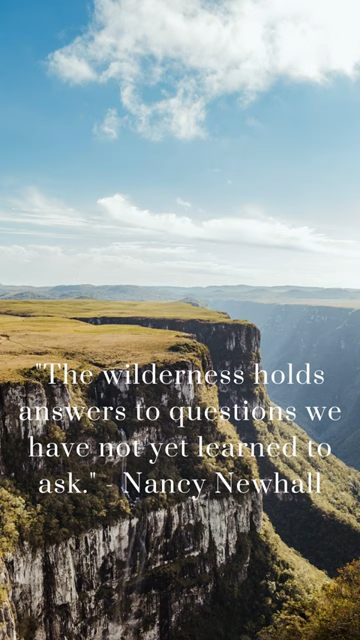 "The wilderness holds
answers to questions we
have not yet learned to
ask." - Nancy Newhall